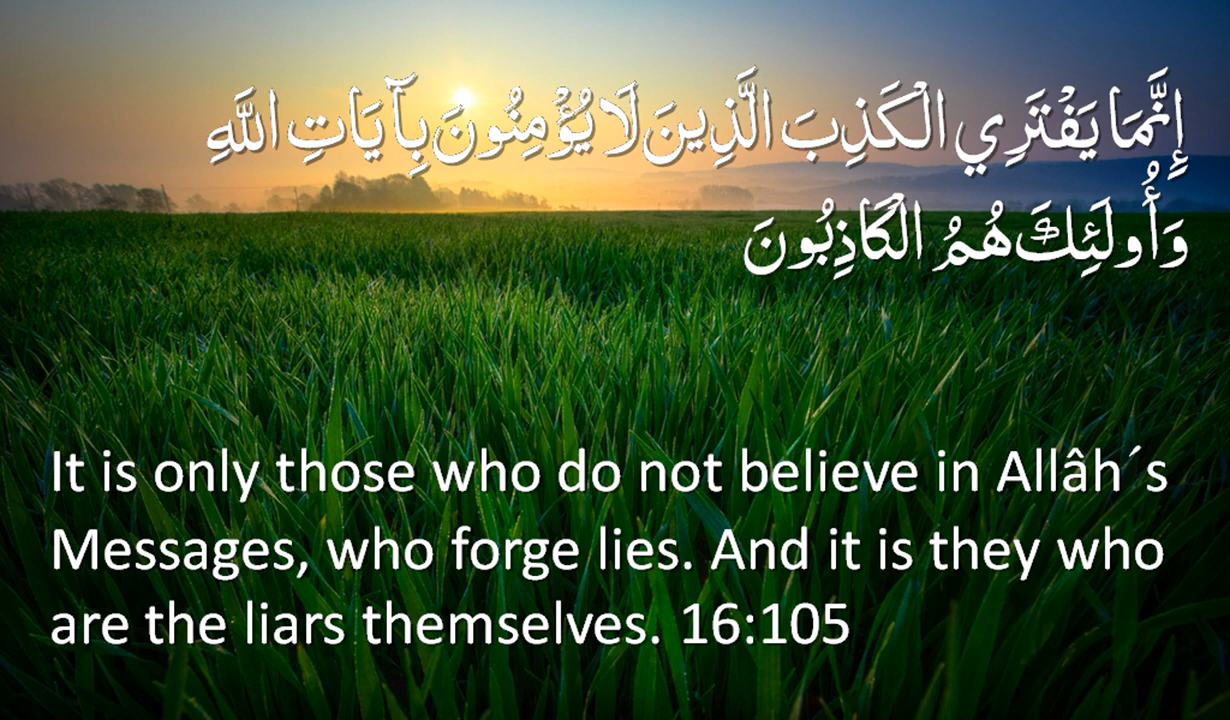 إِنَّمَا يَفْتَرِي الْكَذِبَ الَّذِينَ لَا يُؤْمِنُونَ بِآيَاتِ اللَّهِ
وَأُولَئِكَ هُمُ الْكَاذِبُونَ
It is only those who do not believe in Allâh´s
Messages, who forge lies. And it is they who
are the liars themselves. 16:105